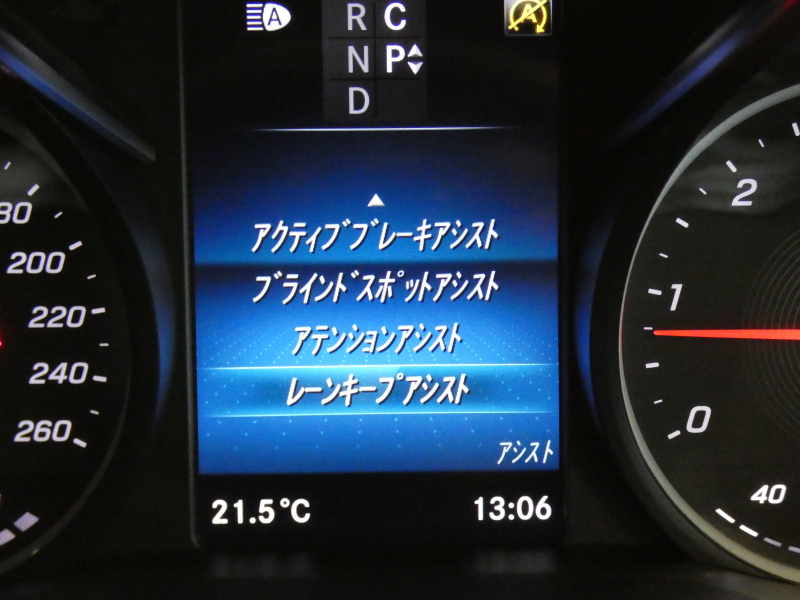 A
R C
N P
D
A
アクティブブレーキアシスト
ブラインドスポットアシスト
アテンションアシスト
レーンキープアシスト
アシスト
21.5°C
13:06
80
200
220
240
260
2
1
0
40